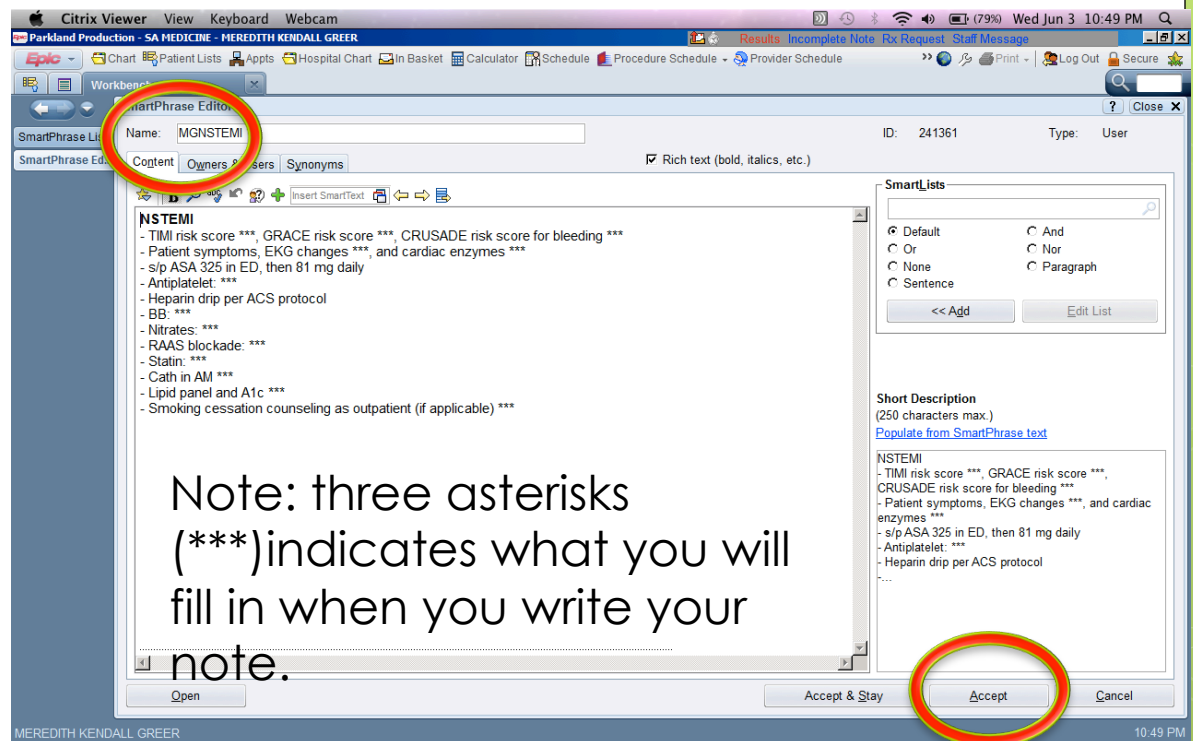 Citrix Viewer View Keyboard Webcam (79%) Wed Jun 3 10:49 PM
Epic Parkland Production - SA MEDICINE - MEREDITH KENDALL GREER Results Incomplete Note Rx Request Staff Message
Epic Chart Patient Lists Appts Hospital Chart In Basket Calculator Schedule Procedure Schedule Provider Schedule Print Log Out Secure
SmartPhrase Editor ? Close X
SmartPhrase Name: MGNSTEMI ID: 241361 Type: User
SmartPhrase Ed... Content Owners & Users Synonyms Rich text (bold, italics, etc.)
B abc Insert SmartText
NSTEMI
- TIMI risk score ***, GRACE risk score ***, CRUSADE risk score for bleeding ***
- Patient symptoms, EKG changes ***, and cardiac enzymes ***
- s/p ASA 325 in ED, then 81 mg daily
- Antiplatelet: ***
- Heparin drip per ACS protocol
- BB: ***
- Nitrates: ***
- RAAS blockade: ***
- Statin: ***
- Cath in AM ***
- Lipid panel and A1c ***
- Smoking cessation counseling as outpatient (if applicable) ***
SmartLists
Default And
Or Nor
None Paragraph
Sentence
<< Add Edit List
Short Description
(250 characters max.)
Populate from SmartPhrase text
NSTEMI
- TIMI risk score ***, GRACE risk score ***,
CRUSADE risk score for bleeding ***
- Patient symptoms, EKG changes ***, and cardiac
enzymes ***
- s/p ASA 325 in ED, then 81 mg daily
- Antiplatelet: ***
- Heparin drip per ACS protocol
-...
Note: three asterisks
(***)indicates what you will
fill in when you write your
note.
Open Accept & Stay Accept Cancel
MEREDITH KENDALL GREER 10:49 PM